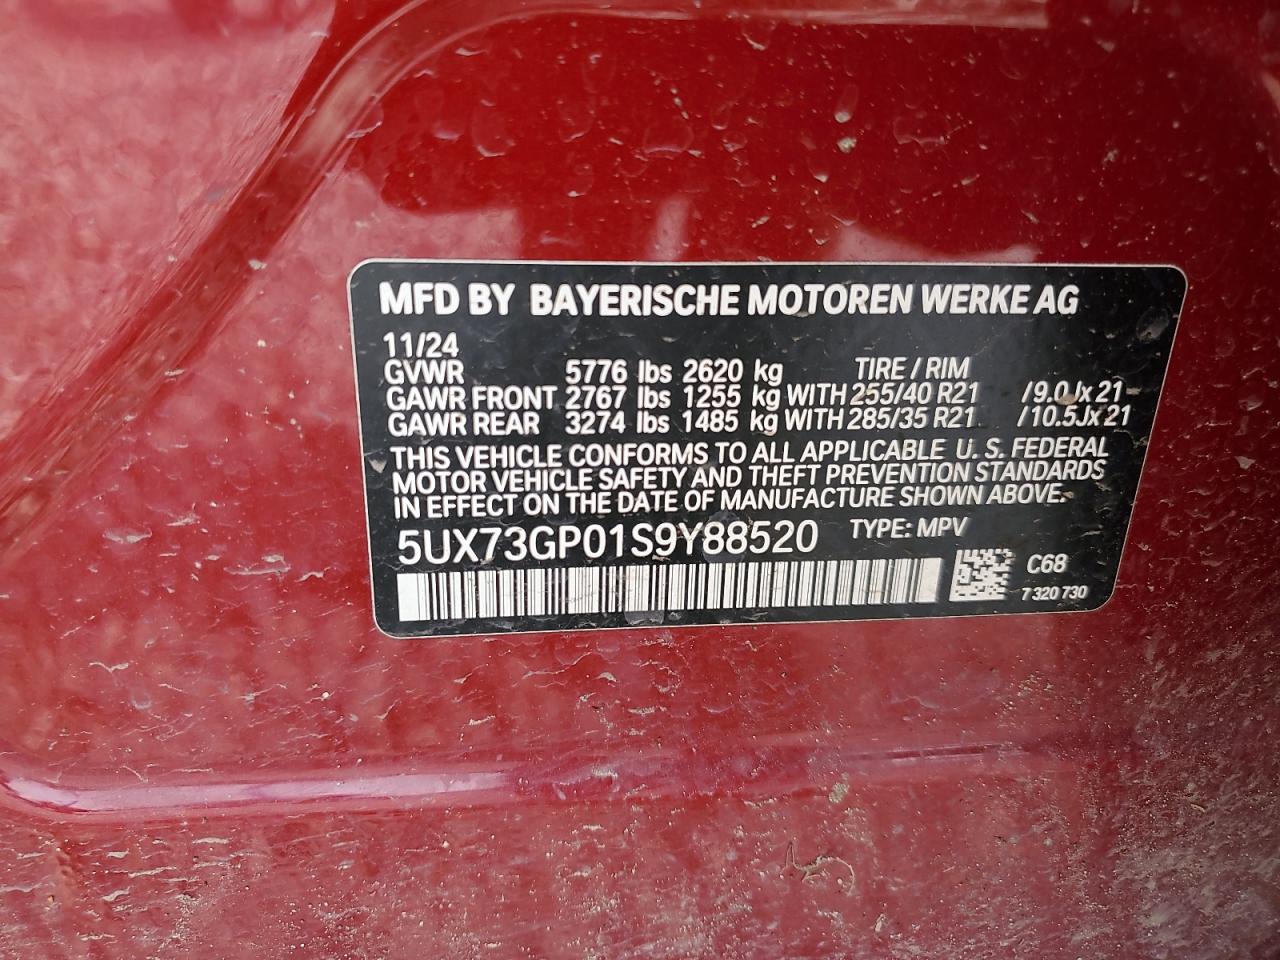 MFD BY BAYERISCHE MOTOREN WERKE AG
11/24
GVWR 5776 lbs 2620 kg TIRE / RIM
GAWR FRONT 2767 lbs 1255 kg WITH 255/40 R21 /9.0Jx21
GAWR REAR 3274 lbs 1485 kg WITH 285/35 R21 /10.5Jx21
THIS VEHICLE CONFORMS TO ALL APPLICABLE U.S. FEDERAL
MOTOR VEHICLE SAFETY AND THEFT PREVENTION STANDARDS
IN EFFECT ON THE DATE OF MANUFACTURE SHOWN ABOVE.
5UX73GP01S9Y88520 TYPE: MPV
C68
7 320 730